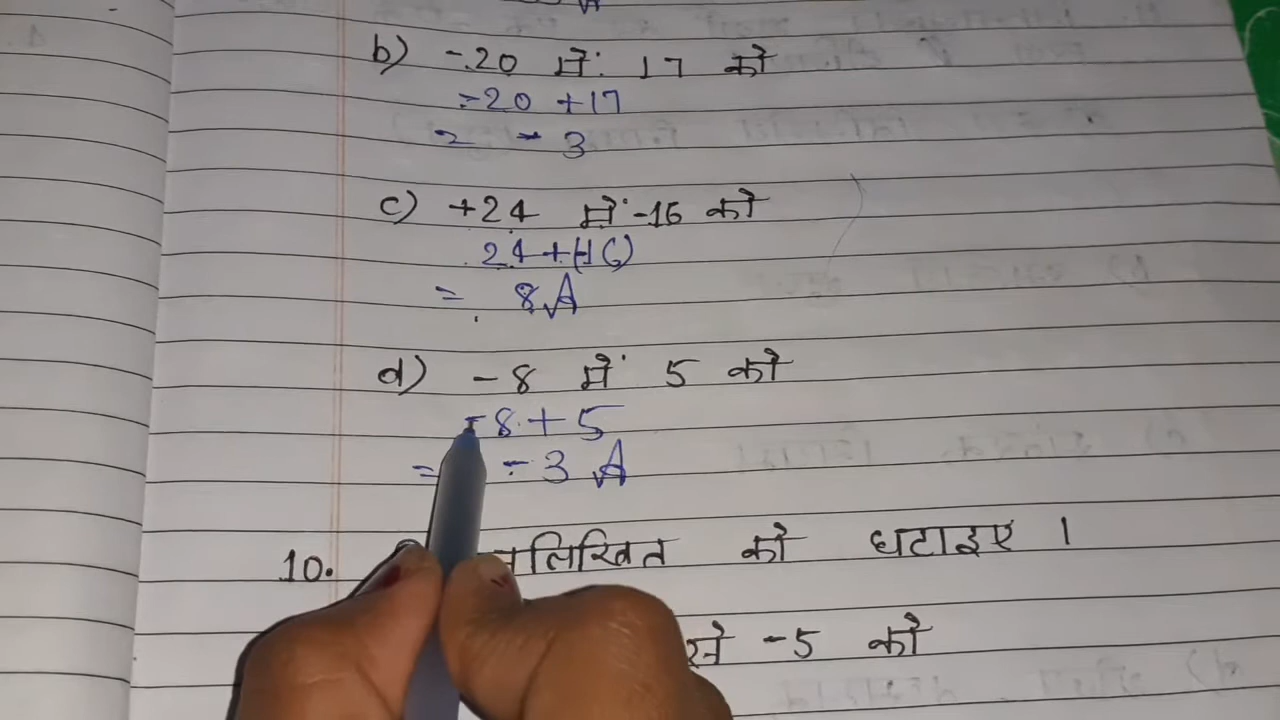 b) -20 में 17 को
= -20 +17
= - 3
c) +24 में -16 को
24+(-16)
= 8 A
d) -8 में 5 को
-8+5
= -3 A
10. को घटाइए ।
-5 को